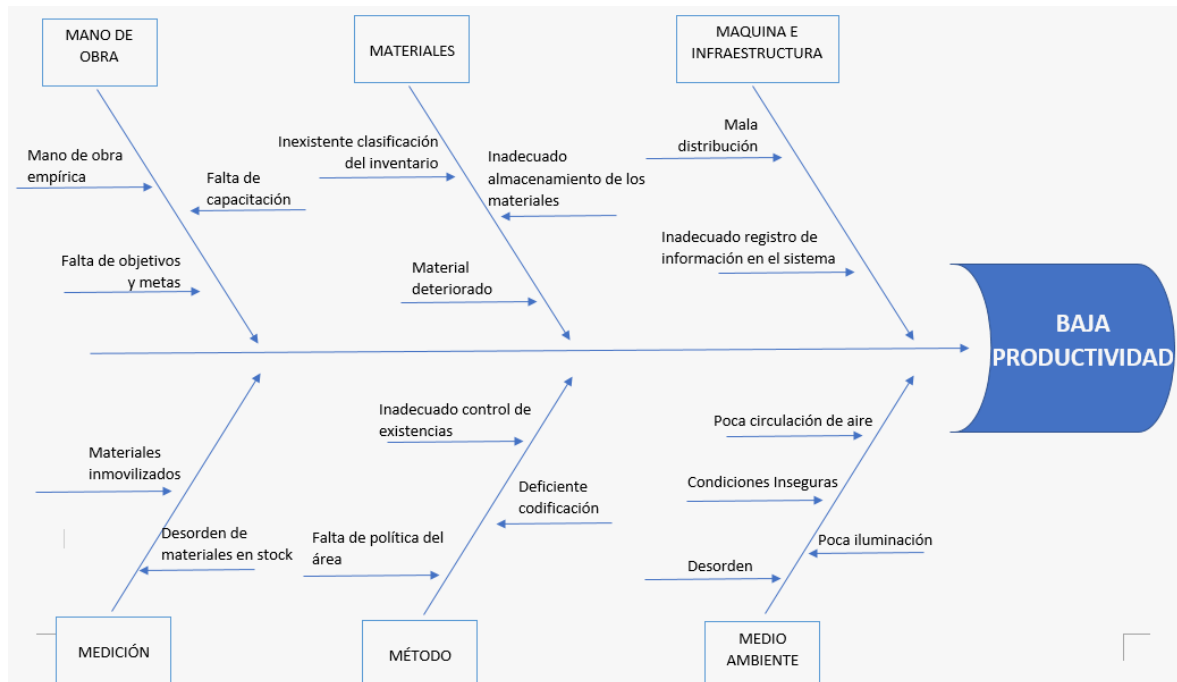 MANO DE
OBRA
MATERIALES
MAQUINA E
INFRAESTRUCTURA
Mano de obra
empírica
Falta de
capacitación
Falta de objetivos
y metas
Inexistente clasificación
del inventario
Inadecuado
almacenamiento de los
materiales
Material
deteriorado
Mala
distribución
Inadecuado registro de
información en el sistema
BAJA
PRODUCTIVIDAD
Materiales
inmovilizados
Desorden de
materiales en stock
Inadecuado control de
existencias
Deficiente
codificación
Falta de política del
área
Poca circulación de aire
Condiciones Inseguras
Poca iluminación
Desorden
MEDICIÓN
MÉTODO
MEDIO
AMBIENTE